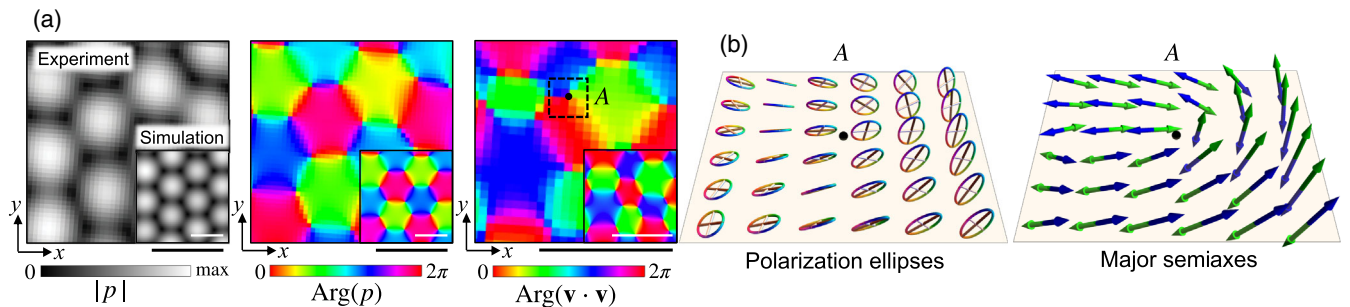 (a)
Experiment
Simulation
A
y
x
x
x
0 max
|p|
0 2π
Arg(p)
0 2π
Arg(v · v)
(b)
A
Polarization ellipses
A
Major semiaxes